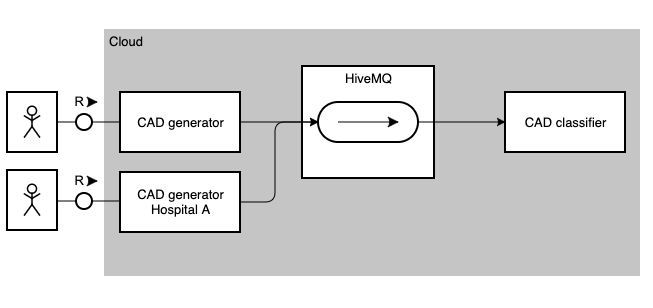 Cloud
HiveMQ
R
CAD generator
CAD classifier
R
CAD generator
Hospital A